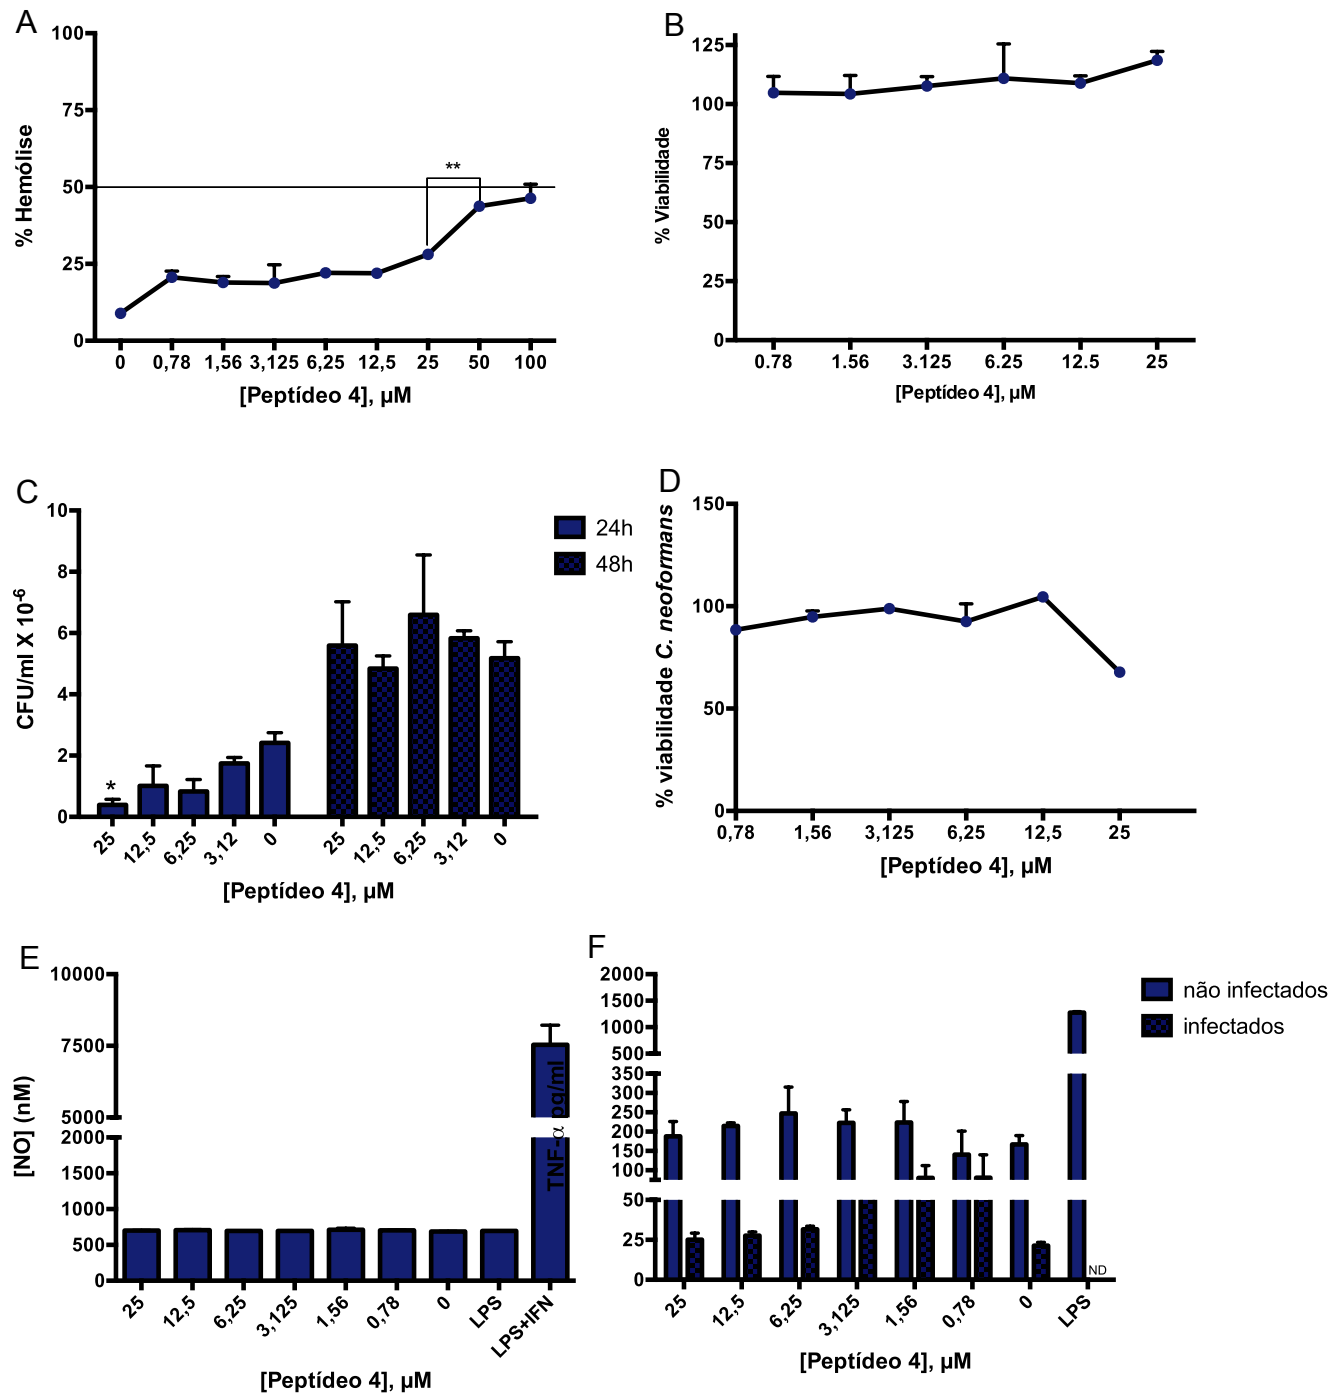 A
100
75
50
25
0
% Hemólise
**
0 0,78 1,56 3,125 6,25 12,5 25 50 100
[Peptídeo 4], µM
B
125
100
75
50
25
0
% Viabilidade
0.78 1.56 3.125 6.25 12.5 25
[Peptídeo 4], µM
C
10
8
6
4
2
0
CFU/ml X 10-6
*
24h
48h
25 12,5 6,25 3,12 0 25 12,5 6,25 3,12 0
[Peptídeo 4], µM
D
150
100
50
0
% viabilidade C. neoformans
0,78 1,56 3,125 6,25 12,5 25
[Peptídeo 4], µM
E
10000
7500
5000
2000
1500
1000
500
0
[NO] (nM)
25 12,5 6,25 3,125 1,56 0,78 0 LPS LPS+IFN
[Peptídeo 4], µM
F
2000
1500
1000
500
350
300
250
200
150
100
50
25
0
TNF-α pg/ml
não infectados
infectados
ND
25 12,5 6,25 3,125 1,56 0,78 0 LPS
[Peptídeo 4], µM